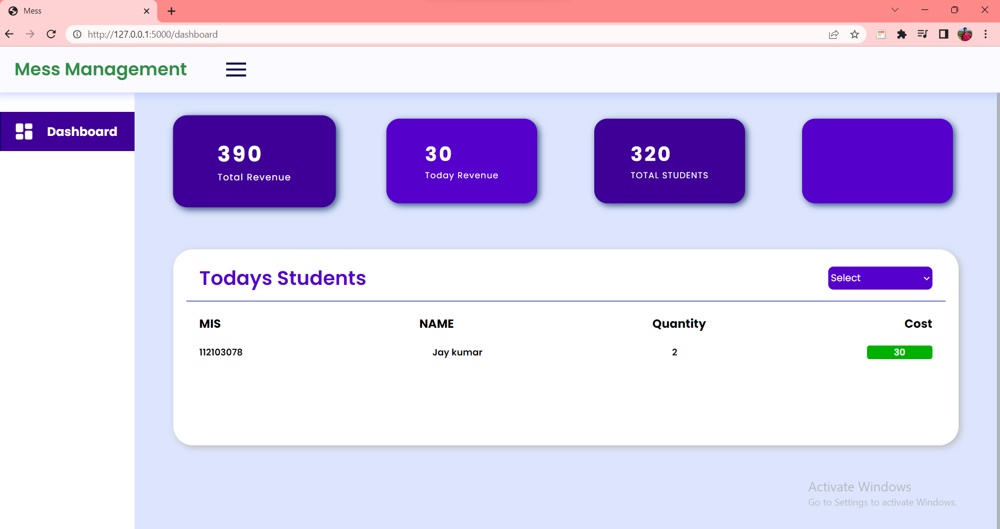 Mess
http://127.0.0.1:5000/dashboard
Mess Management
Dashboard
390
Total Revenue
30
Today Revenue
320
TOTAL STUDENTS
Todays Students
Select
MIS NAME Quantity Cost
112103078 Jay kumar 2 30
Activate Windows
Go to Settings to activate Windows.